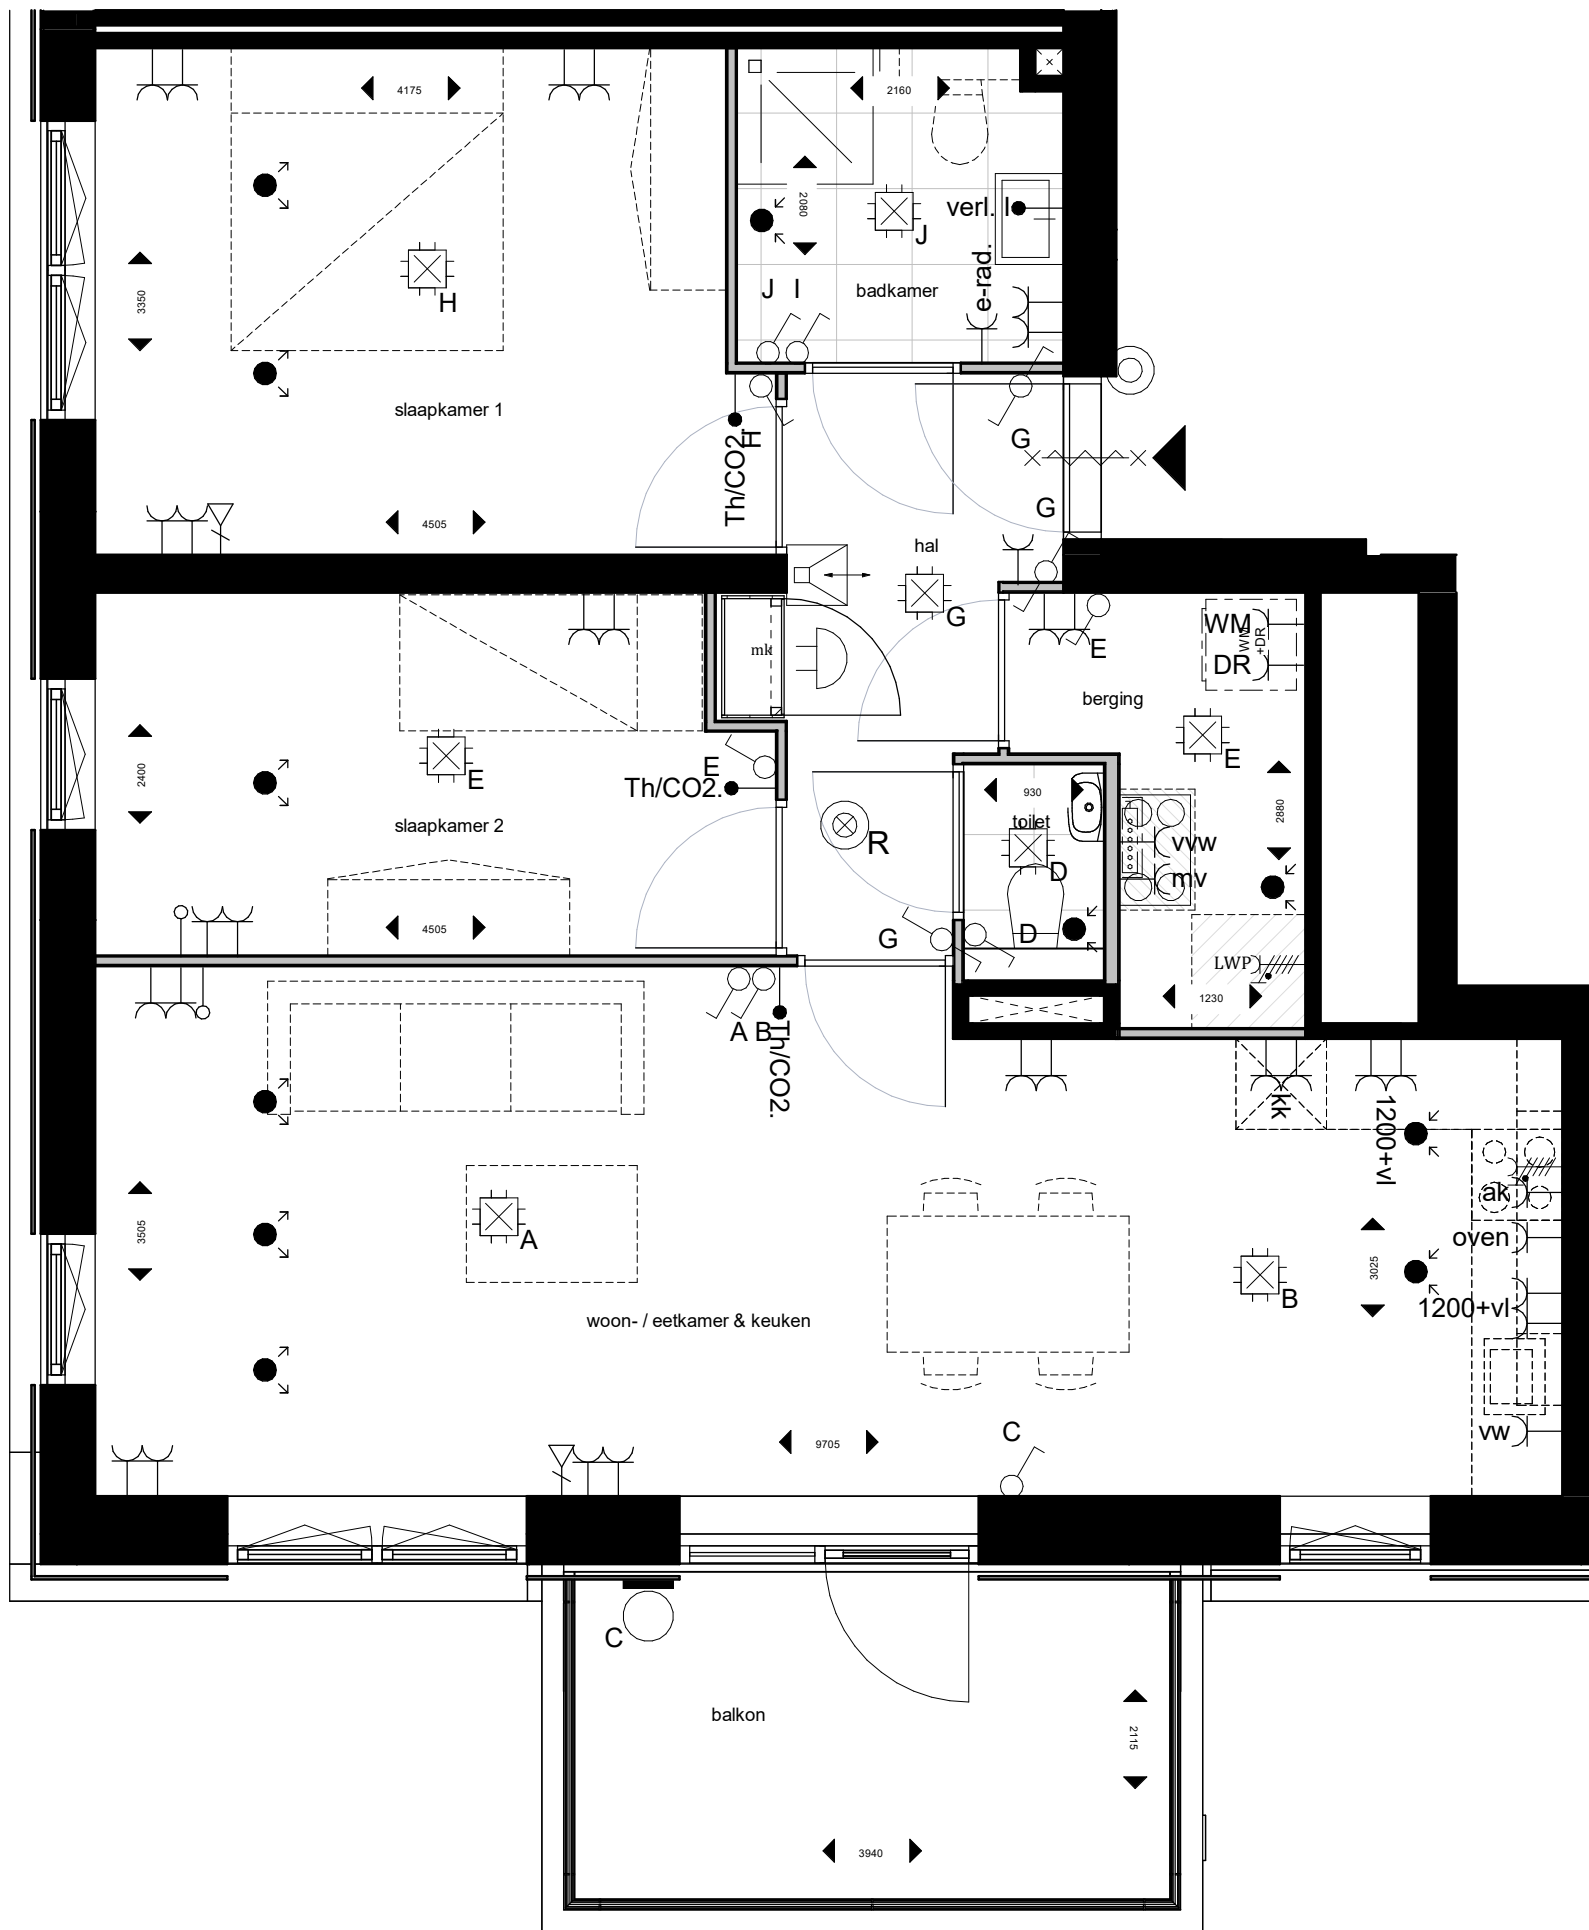 4175
2160
2080
verl. I
J
e-rad.
J I
badkamer
3350
H
slaapkamer 1
H
Th/CO2.
G
G
4505
hal
G
WM
WM +DR
DR
mk
E
berging
E
2400
E
E
Th/CO2.
slaapkamer 2
930
toilet
2880
vvw
mv
R
D
D
G
4505
LWP
1230
A B
Th/CO2.
kk
1200+vl
ak
oven
3505
A
3025
B
1200+vl
woon- / eetkamer & keuken
vw
C
9705
C
balkon
2115
3940